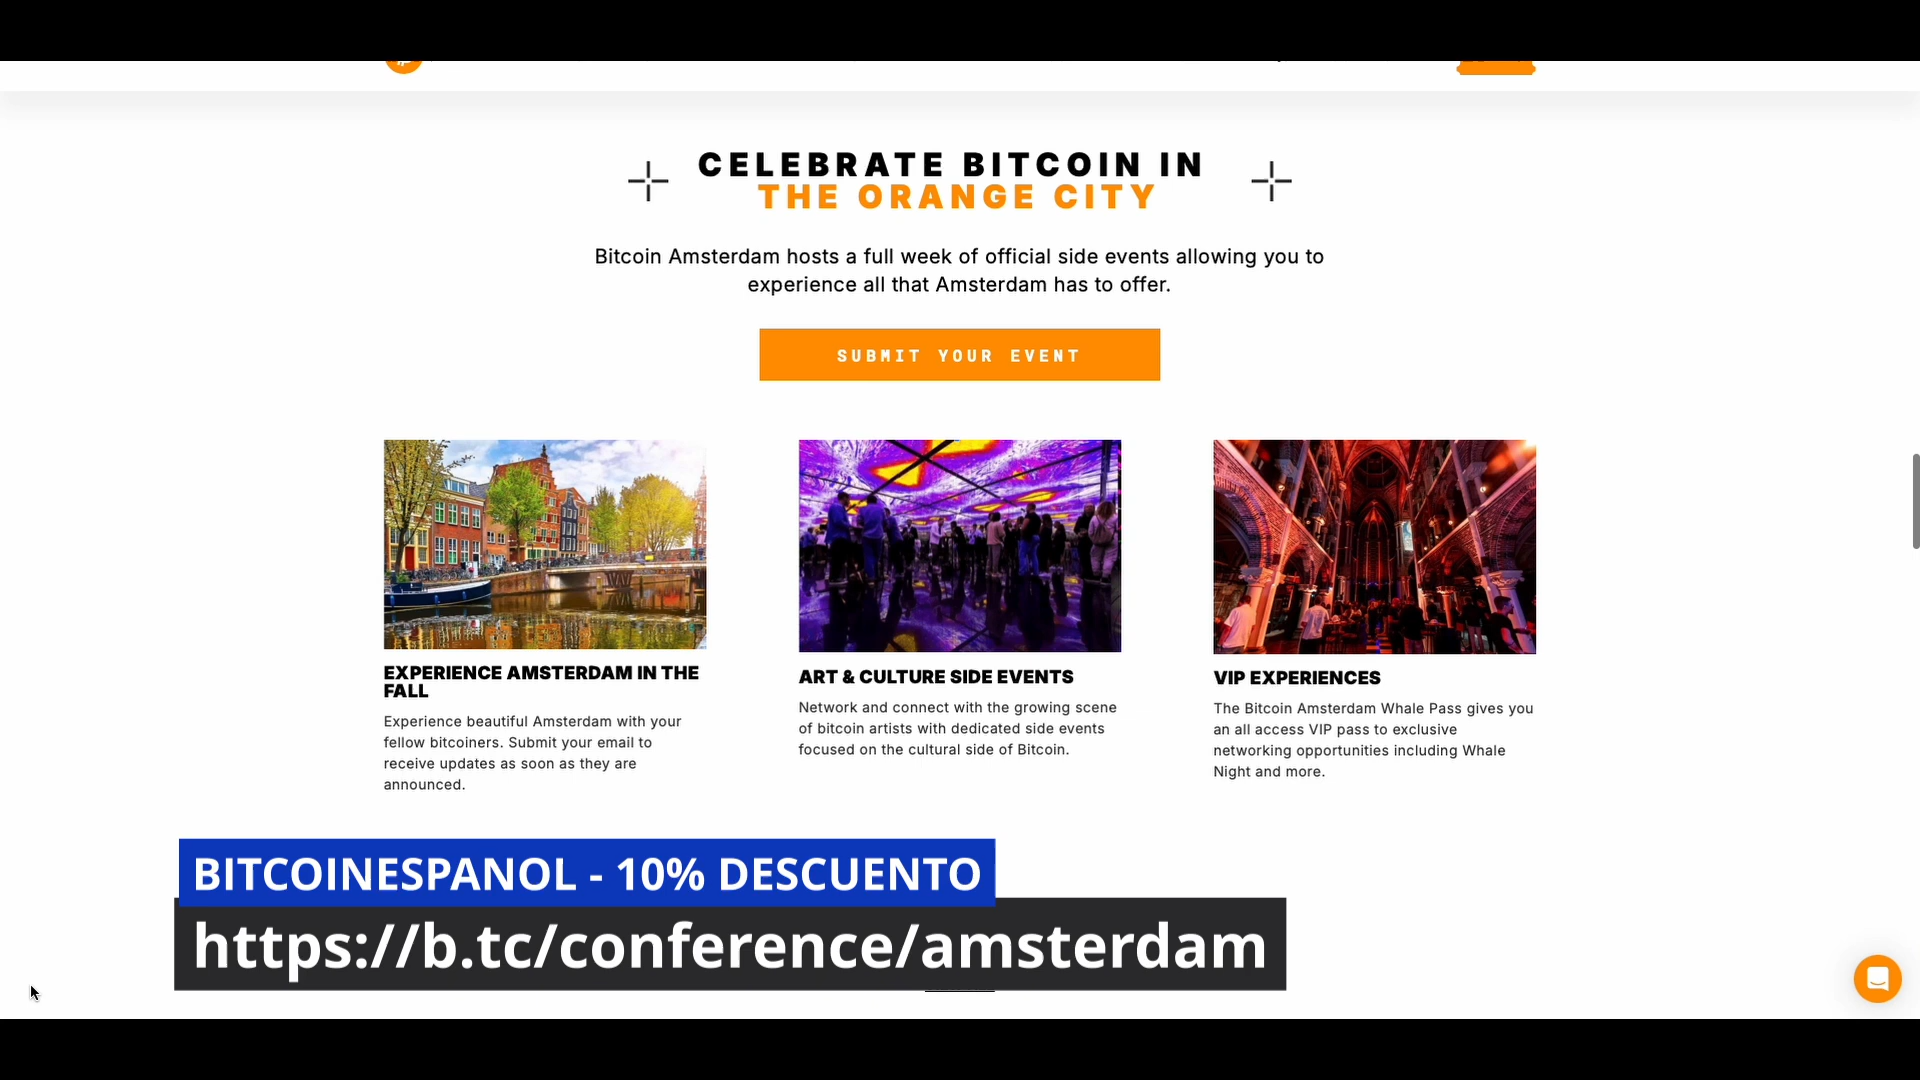 CELEBRATE BITCOIN IN
THE ORANGE CITY
Bitcoin Amsterdam hosts a full week of official side events allowing you to
experience all that Amsterdam has to offer.
SUBMIT YOUR EVENT
EXPERIENCE AMSTERDAM IN THE
FALL
Experience beautiful Amsterdam with your
fellow bitcoiners. Submit your email to
receive updates as soon as they are
announced.
ART & CULTURE SIDE EVENTS
Network and connect with the growing scene
of bitcoin artists with dedicated side events
focused on the cultural side of Bitcoin.
VIP EXPERIENCES
The Bitcoin Amsterdam Whale Pass gives you
an all access VIP pass to exclusive
networking opportunities including Whale
Night and more.
BITCOINESPANOL - 10% DESCUENTO
https://b.tc/conference/amsterdam